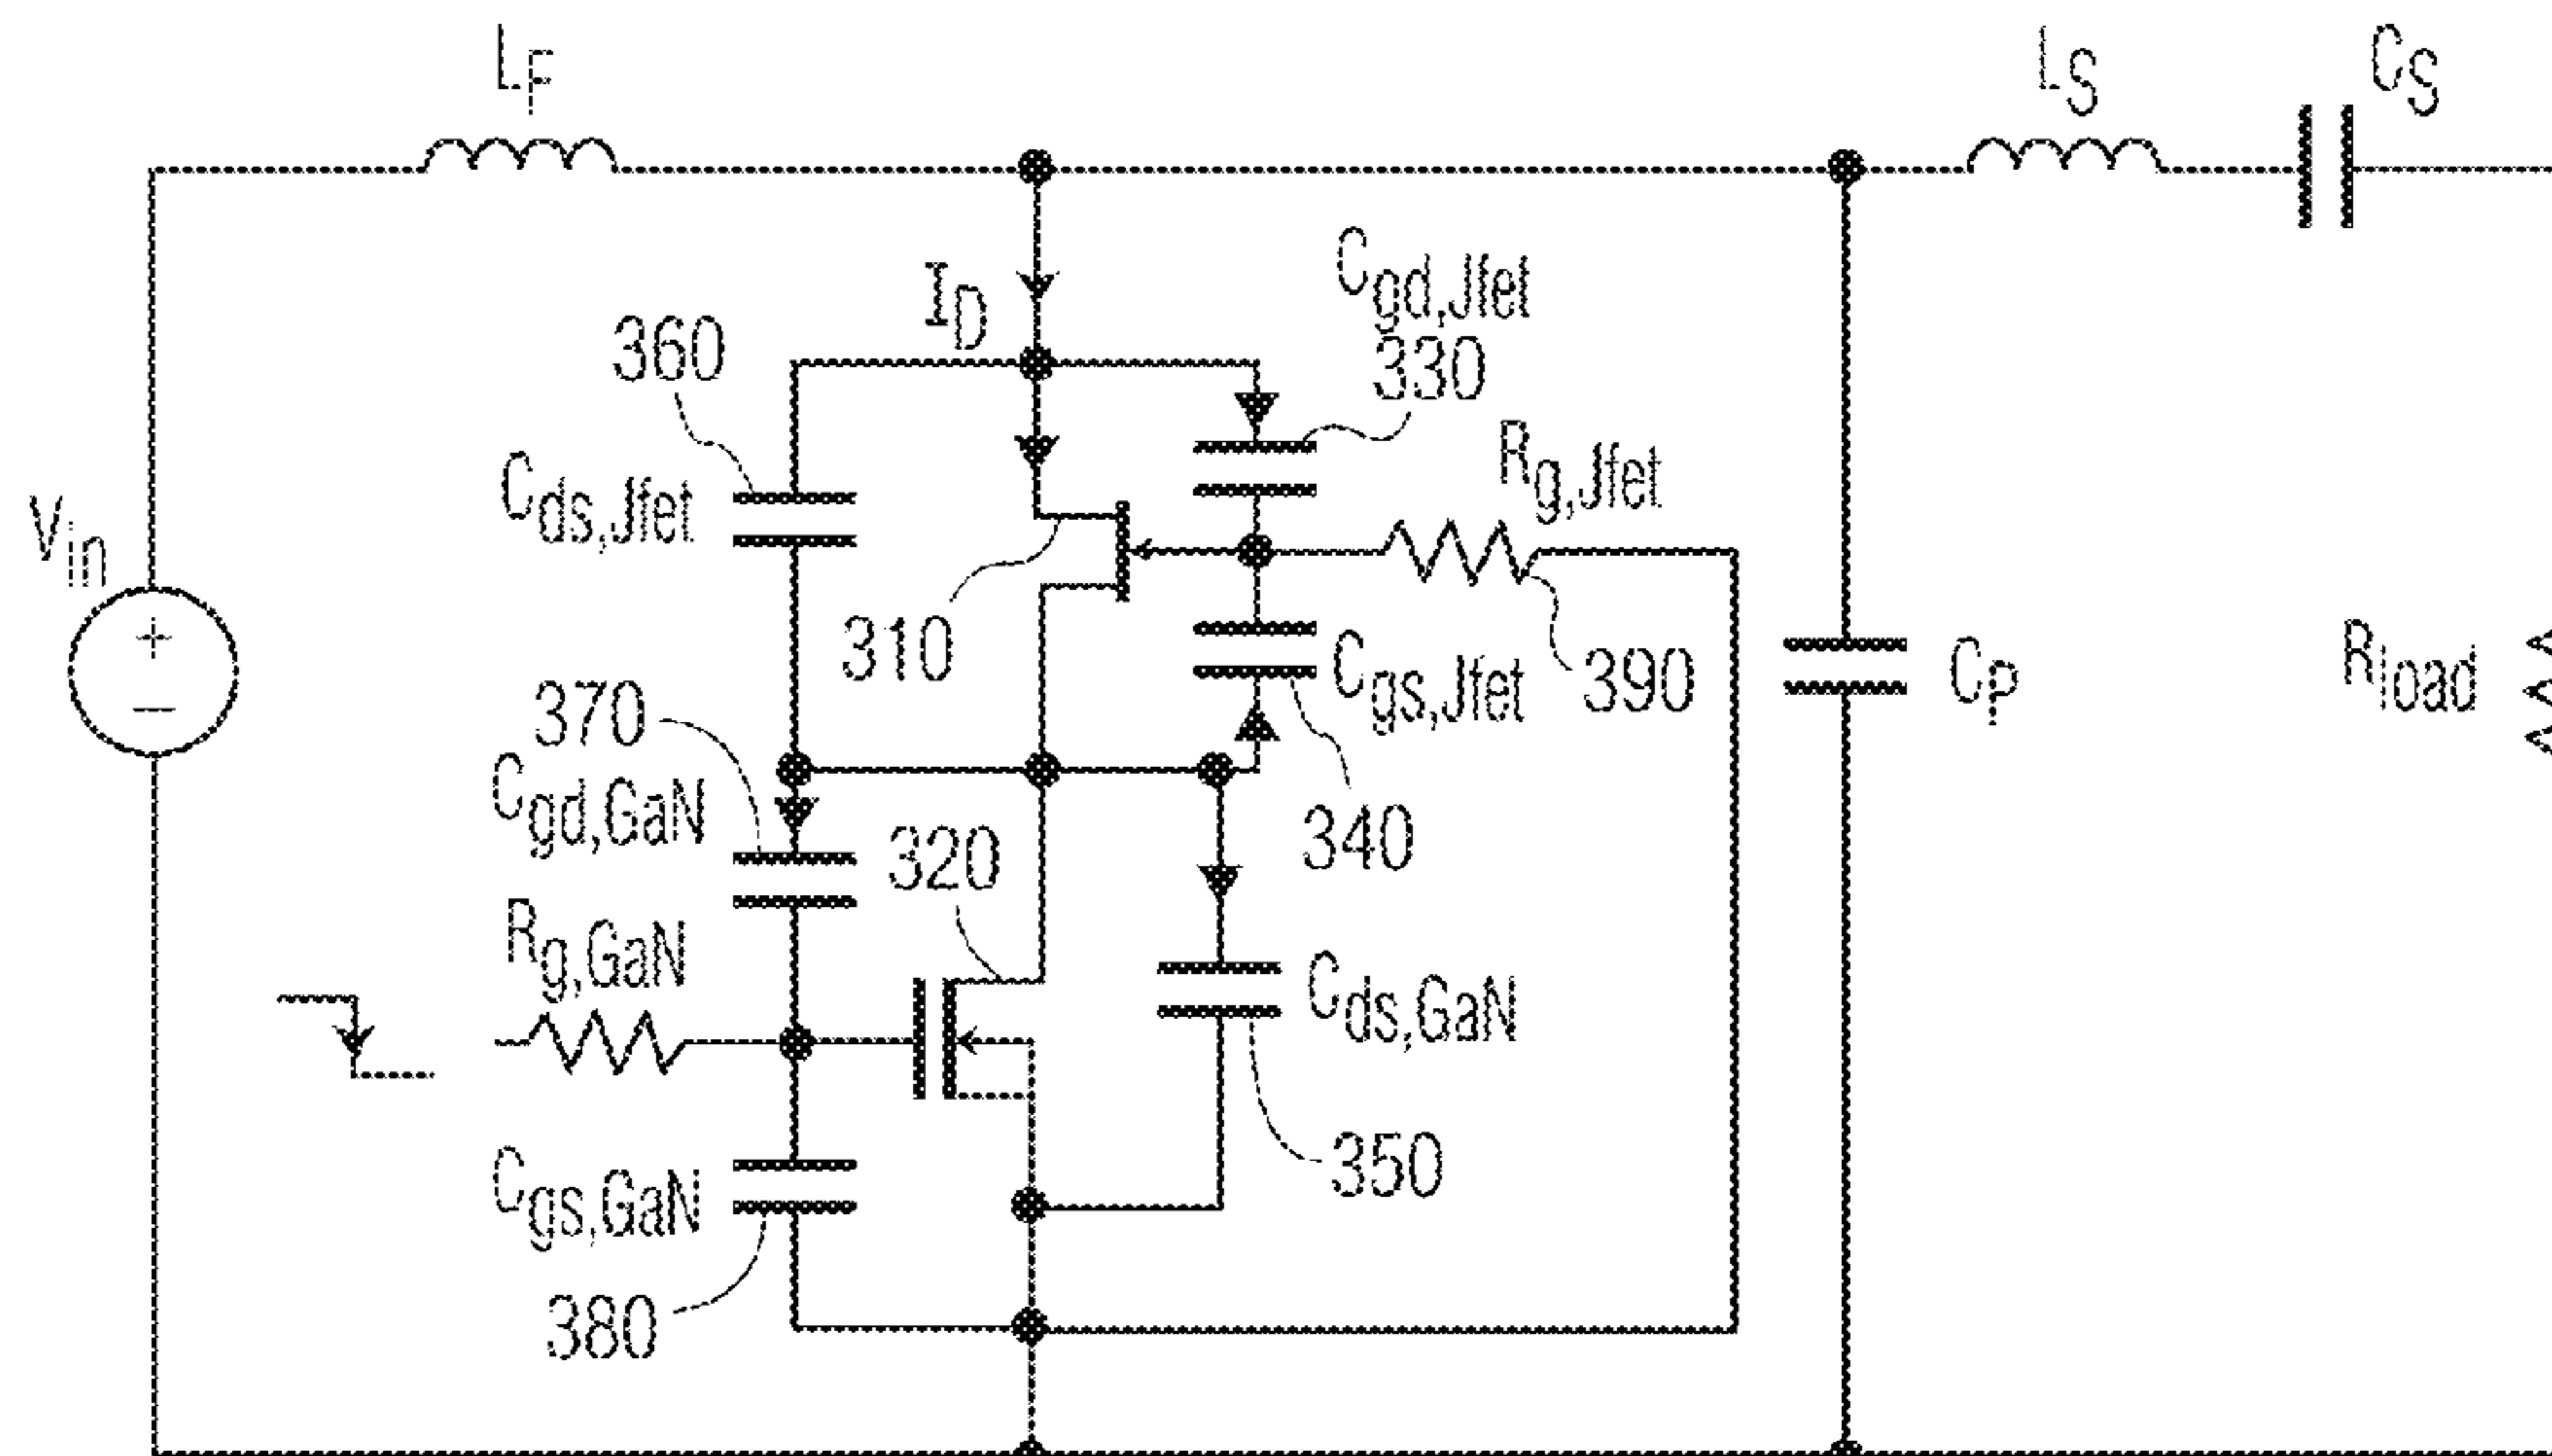 L_F
L_S
C_S
I_D
C_gd,Jfet
330
360
R_g,Jfet
C_ds,Jfet
V_in
+
−
310
C_gs,Jfet
390
C_P
R_load
370
C_gd,GaN
320
340
R_g,GaN
C_ds,GaN
C_gs,GaN
350
380